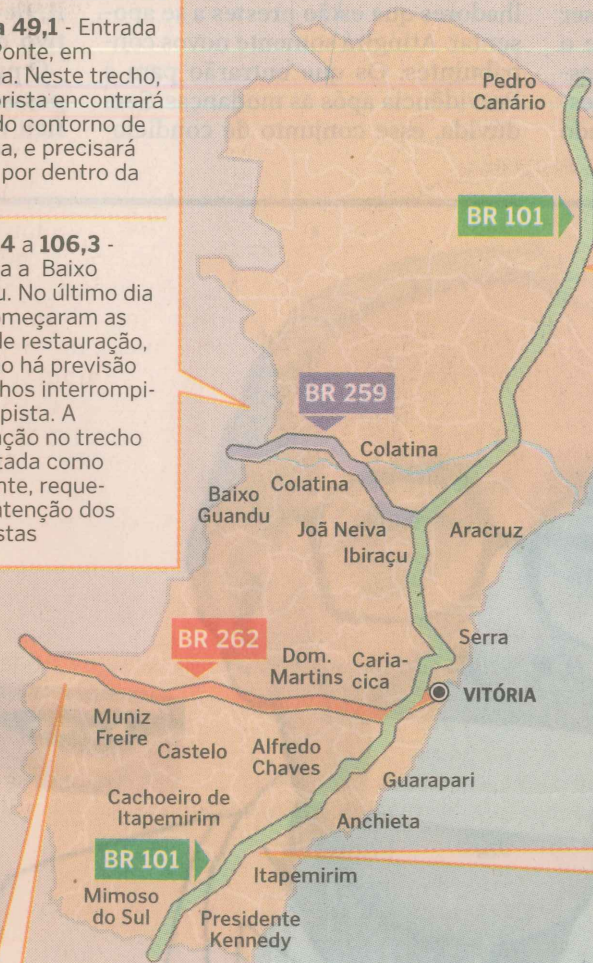 a 49,1 - Entrada
Ponte, em
a. Neste trecho,
orista encontrará
do contorno de
a, e precisará
por dentro da
4 a 106,3 -
a a Baixo
u. No último dia
omeçaram as
de restauração,
o há previsão
hos interrompi-
pista. A
ação no trecho
tada como
nte, reque-
tenção dos
stas
Pedro
Canário
BR 101
BR 259
Colatina
Colatina
Baixo
Guandu
Joã Neiva
Ibiraçu
Aracruz
BR 262
Serra
Dom.
Martins
Caria-
cica
VITÓRIA
Muniz
Freire
Castelo
Alfredo
Chaves
Guarapari
Cachoeiro de
Itapemirim
Anchieta
BR 101
Itapemirim
Mimoso
do Sul
Presidente
Kennedy